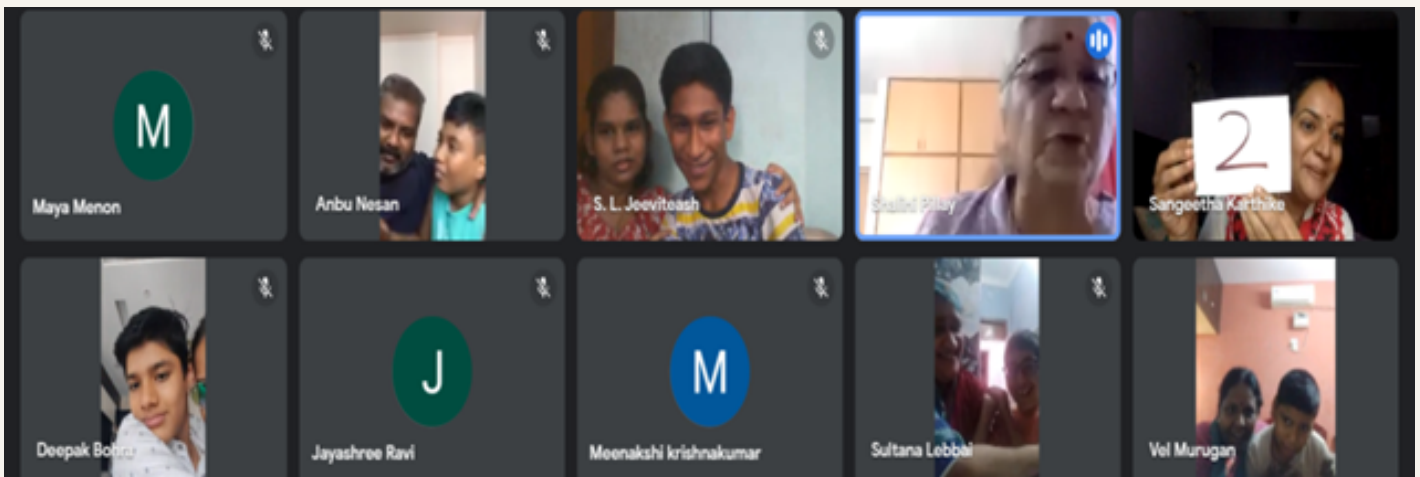 M
Maya Menon
Anbu Nesan
S. L. Jeeviteash
Shalini Pillay
2
Sangeetha Karthike
Deepak Bohra
J
Jayashree Ravi
M
Meenakshi krishnakumar
Sultana Lebbai
Vel Murugan